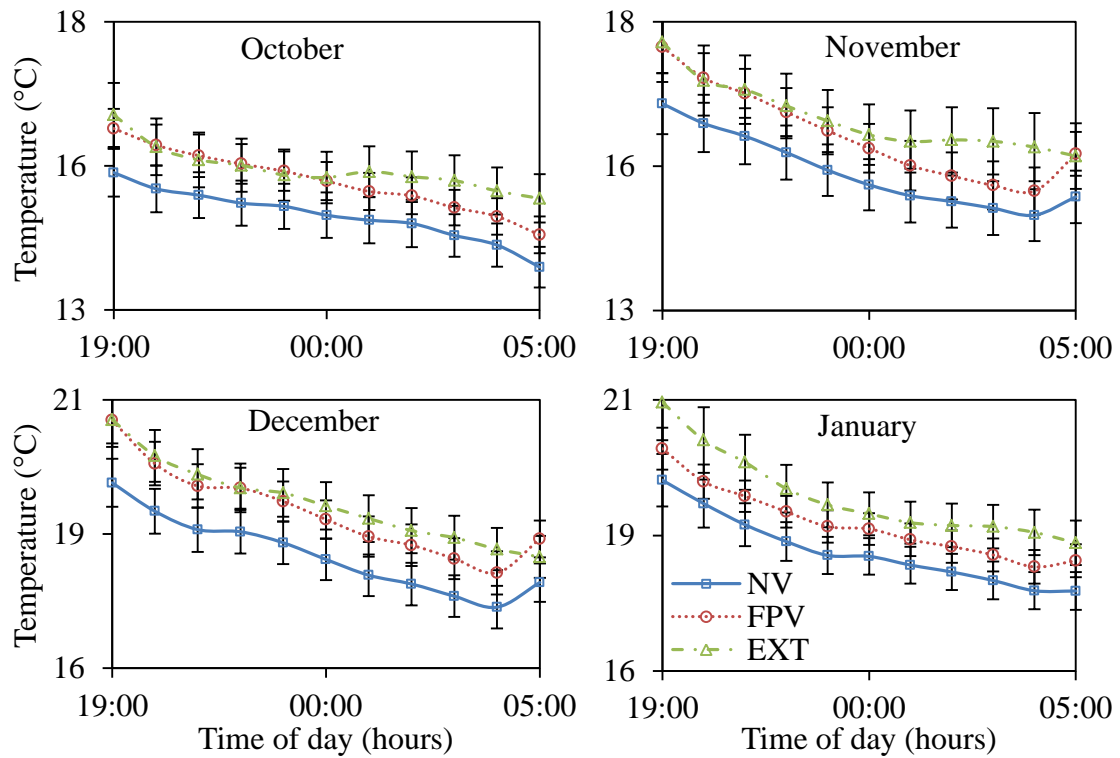 18
October
Temperature (°C)
16
13
19:00 00:00 05:00
18
November
16
13
19:00 00:00 05:00
21
December
Temperature (°C)
19
16
19:00 00:00 05:00
Time of day (hours)
21
January
19
NV
FPV
EXT
16
19:00 00:00 05:00
Time of day (hours)